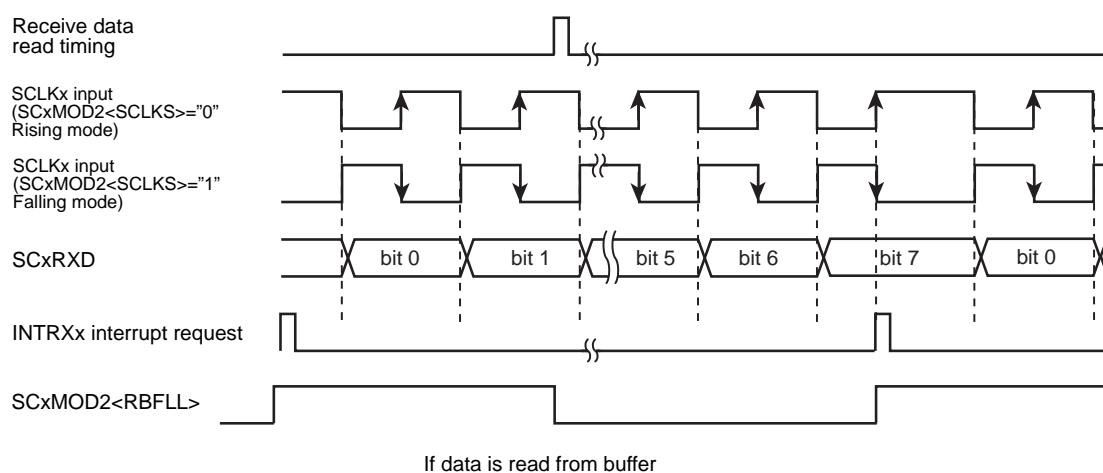 Receive data
read timing
SCLKx input
(SCxMOD2<SCLKS>="0"
Rising mode)
SCLKx input
(SCxMOD2<SCLKS>="1"
Falling mode)
SCxRXD
bit 0
bit 1
bit 5
bit 6
bit 7
bit 0
INTRXx interrupt request
SCxMOD2<RBFLL>
If data is read from buffer